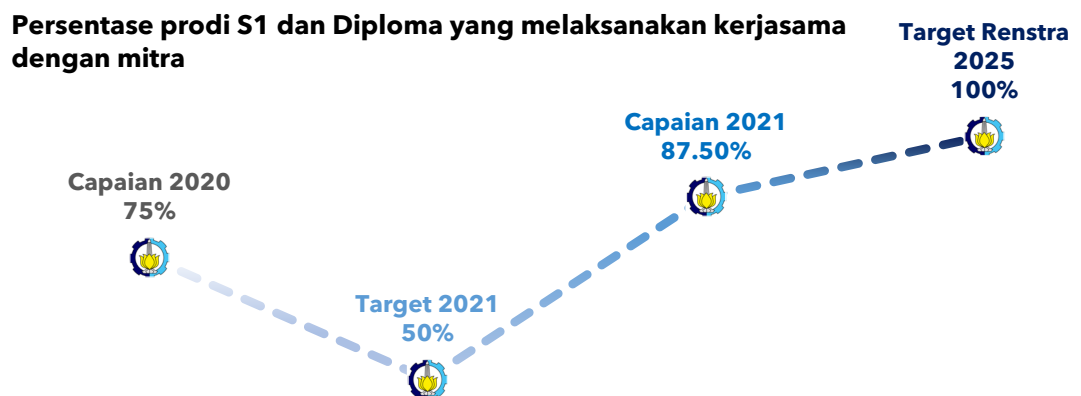 Persentase prodi S1 dan Diploma yang melaksanakan kerjasama
dengan mitra
Target Renstra
2025
100%
Capaian 2021
87.50%
Capaian 2020
75%
Target 2021
50%